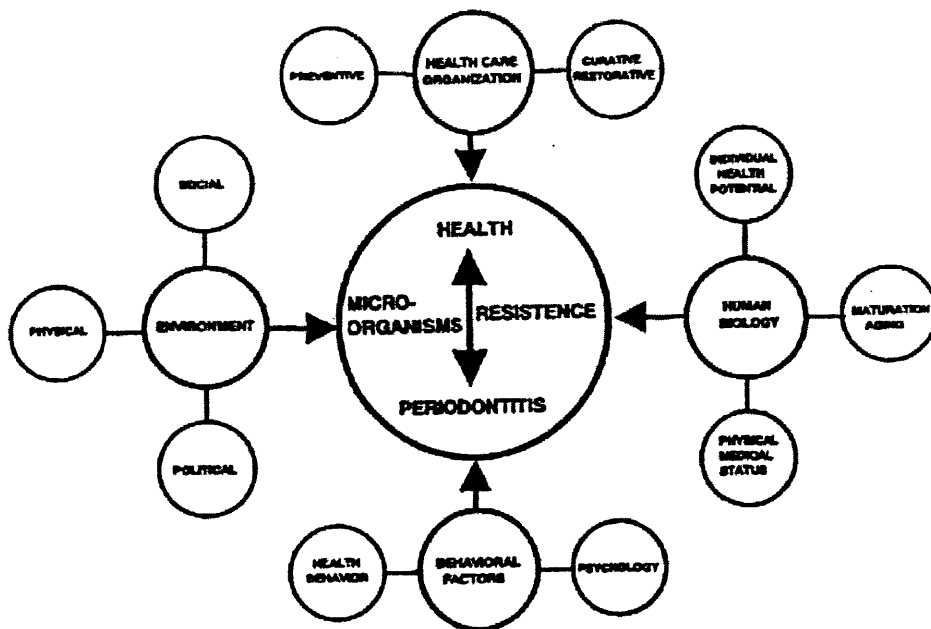 PREVENTIVE
HEALTH CARE
ORGANIZATION
CURATIVE
RESTORATIVE
SOCIAL
INDIVIDUAL
HEALTH
POTENTIAL
HEALTH
MICRO-
ORGANISMS
RESISTENCE
PERIODONTITIS
PHYSICAL
ENVIRONMENT
HUMAN
BIOLOGY
MATURATION
AGING
POLITICAL
PHYSICAL
MEDICAL
STATUS
HEALTH
BEHAVIOR
BEHAVIORAL
FACTORS
PSYCHOLOGY